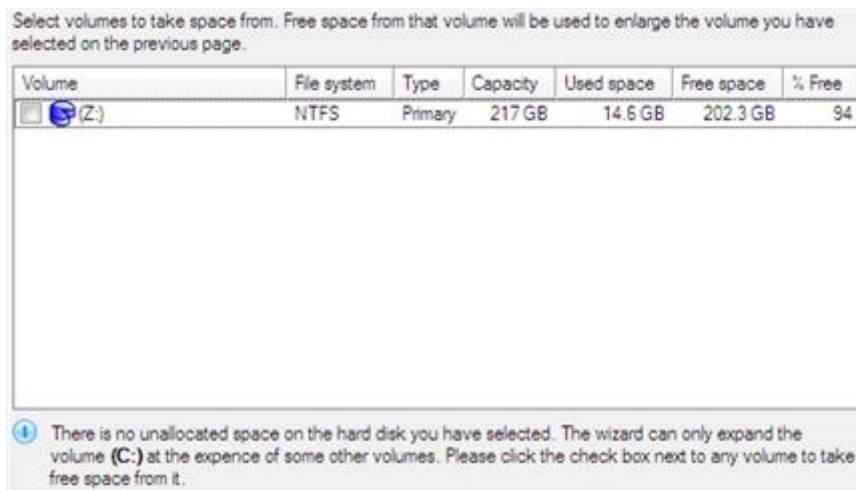 Select volumes to take space from. Free space from that volume will be used to enlarge the volume you have
selected on the previous page.
Volume File system Type Capacity Used space Free space % Free
(Z:) NTFS Primary 217 GB 14.6 GB 202.3 GB 94
There is no unallocated space on the hard disk you have selected. The wizard can only expand the
volume (C:) at the expence of some other volumes. Please click the check box next to any volume to take
free space from it.